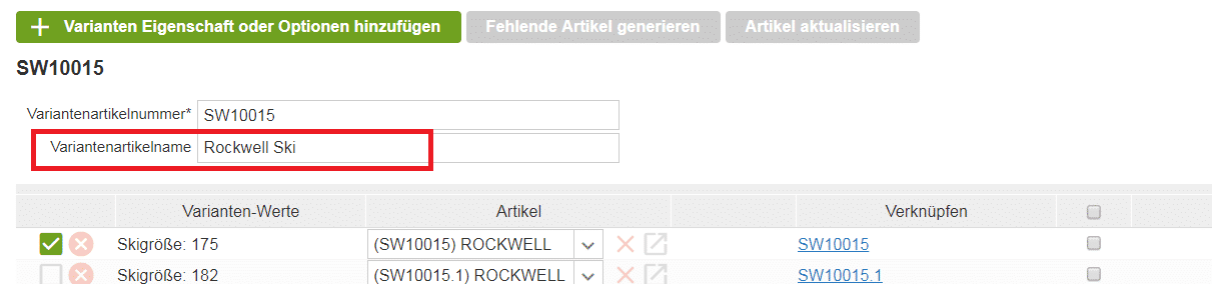 + Varianten Eigenschaft oder Optionen hinzufügen Fehlende Artikel generieren Artikel aktualisieren
SW10015
Variantenartikelnummer* SW10015
Variantenartikelname Rockwell Ski
Varianten-Werte Artikel Verknüpfen
Skigröße: 175 (SW10015) ROCKWELL SW10015
Skigröße: 182 (SW10015.1) ROCKWELL SW10015.1